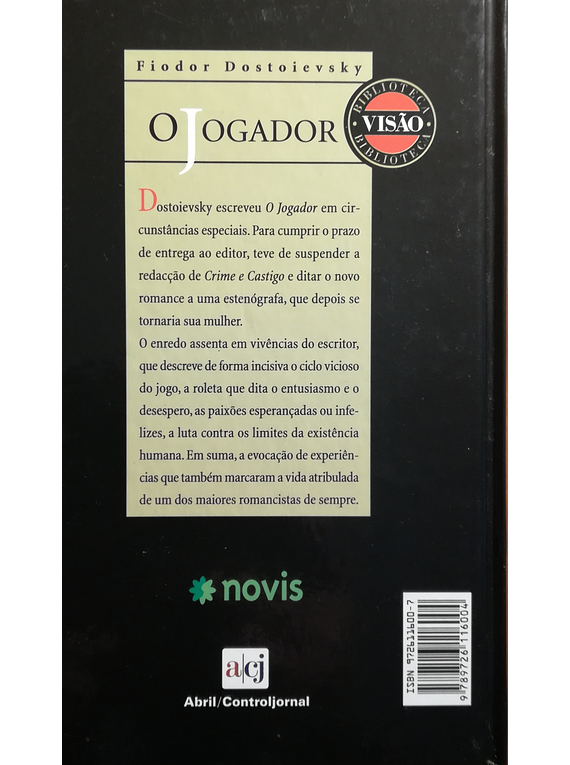 Fiodor Dostoievsky
O JOGADOR
BIBLIOTECA
VISÃO
BIBLIOTECA
Dostoievsky escreveu O Jogador em cir-
cunstâncias especiais. Para cumprir o prazo
de entrega ao editor, teve de suspender a
redacção de Crime e Castigo e ditar o novo
romance a uma estenógrafa, que depois se
tornaria sua mulher.
O enredo assenta em vivências do escritor,
que descreve de forma incisiva o ciclo vicioso
do jogo, a roleta que dita o entusiasmo e o
desespero, as paixões esperançadas ou infe-
lizes, a luta contra os limites da existência
humana. Em suma, a evocação de experiên-
cias que também marcaram a vida atribulada
de um dos maiores romancistas de sempre.
novis
a|cj
Abril/Controljornal
ISBN 972611600-7
9 789726 116004